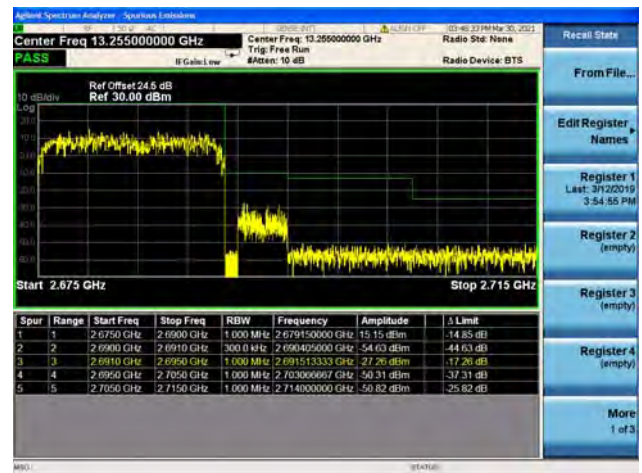 Agilent Spectrum Analyzer - Spurious Emissions
Center Freq 13.255000000 GHz
Center Freq: 13.255000000 GHz
Trig: Free Run
#Atten: 10 dB
IFGain:Low
03:46:33 PM Mar 30, 2021
Radio Std: None
Radio Device: BTS
PASS
Ref Offset 24.5 dB
10 dB/div Ref 30.00 dBm
Log
Start 2.675 GHz
Stop 2.715 GHz
Spur Range Start Freq Stop Freq RBW Frequency Amplitude Δ Limit
1 1 2.6750 GHz 2.6900 GHz 1.000 MHz 2.679150000 GHz 15.15 dBm -14.85 dB
2 2 2.6900 GHz 2.6910 GHz 300.0 kHz 2.690405000 GHz -54.63 dBm -44.63 dB
3 3 2.6910 GHz 2.6950 GHz 1.000 MHz 2.691513333 GHz -27.26 dBm -17.26 dB
4 4 2.6950 GHz 2.7050 GHz 1.000 MHz 2.703066667 GHz -50.31 dBm -37.31 dB
5 5 2.7050 GHz 2.7150 GHz 1.000 MHz 2.714000000 GHz -50.82 dBm -25.82 dB
MSG
STATUS
Recall State
From File...
Edit Register
Names
Register 1
Last: 3/12/2019
3:54:55 PM
Register 2
(empty)
Register 3
(empty)
Register 4
(empty)
More
1 of 3